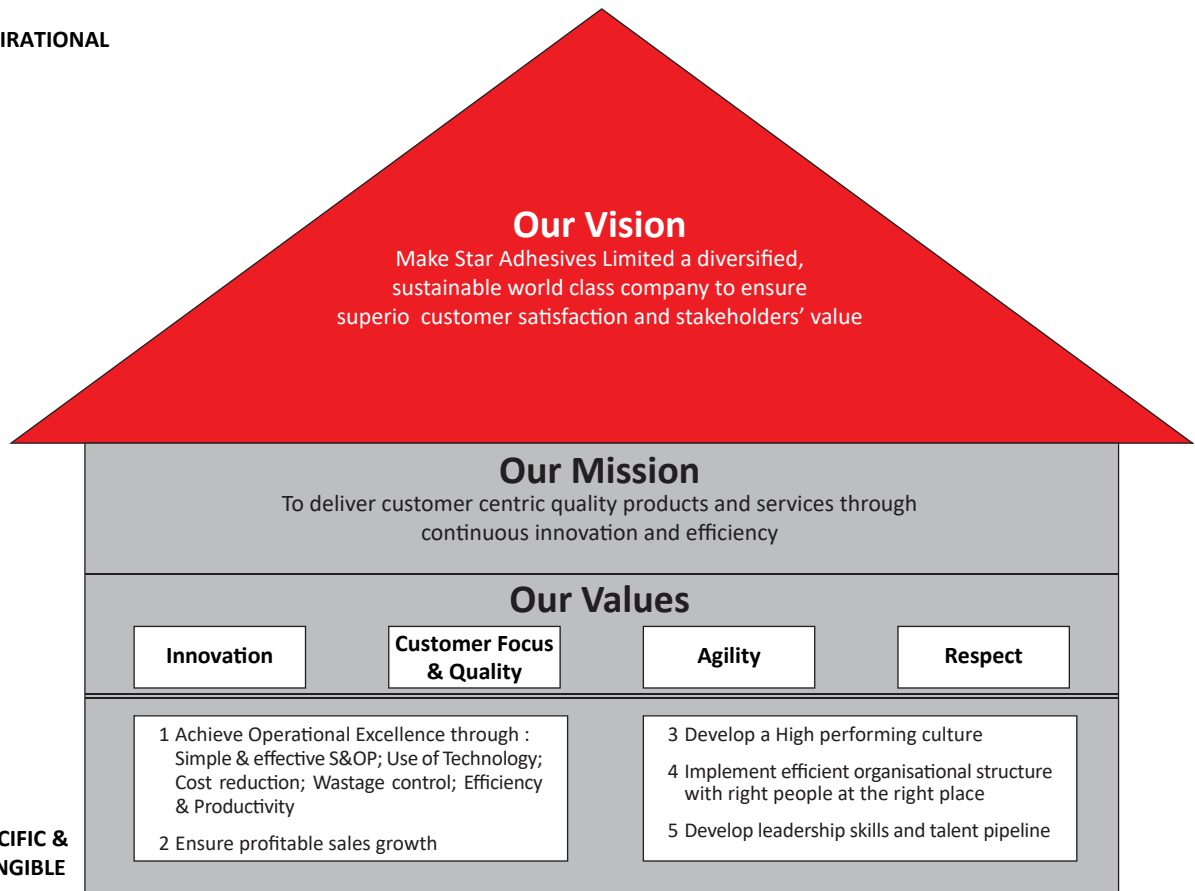 IRATIONAL
Our Vision
Make Star Adhesives Limited a diversified,
sustainable world class company to ensure
superio customer satisfaction and stakeholders' value
Our Mission
To deliver customer centric quality products and services through
continuous innovation and efficiency
Our Values
Innovation
Customer Focus
& Quality
Agility
Respect
1 Achieve Operational Excellence through :
Simple & effective S&OP; Use of Technology;
Cost reduction; Wastage control; Efficiency
& Productivity
2 Ensure profitable sales growth
3 Develop a High performing culture
4 Implement efficient organisational structure
with right people at the right place
5 Develop leadership skills and talent pipeline
CIFIC &
NGIBLE